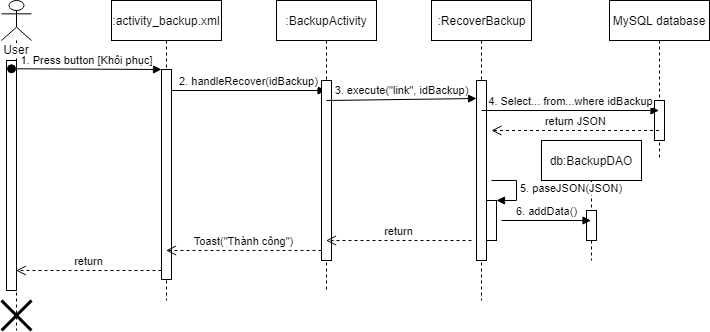 :activity_backup.xml
:BackupActivity
:RecoverBackup
MySQL database
User
1. Press button [Khôi phục]
2. handleRecover(idBackup)
3. execute("link", idBackup)
4. Select... from...where idBackup
return JSON
db:BackupDAO
5. paseJSON(JSON)
6. addData()
return
Toast("Thành công")
return